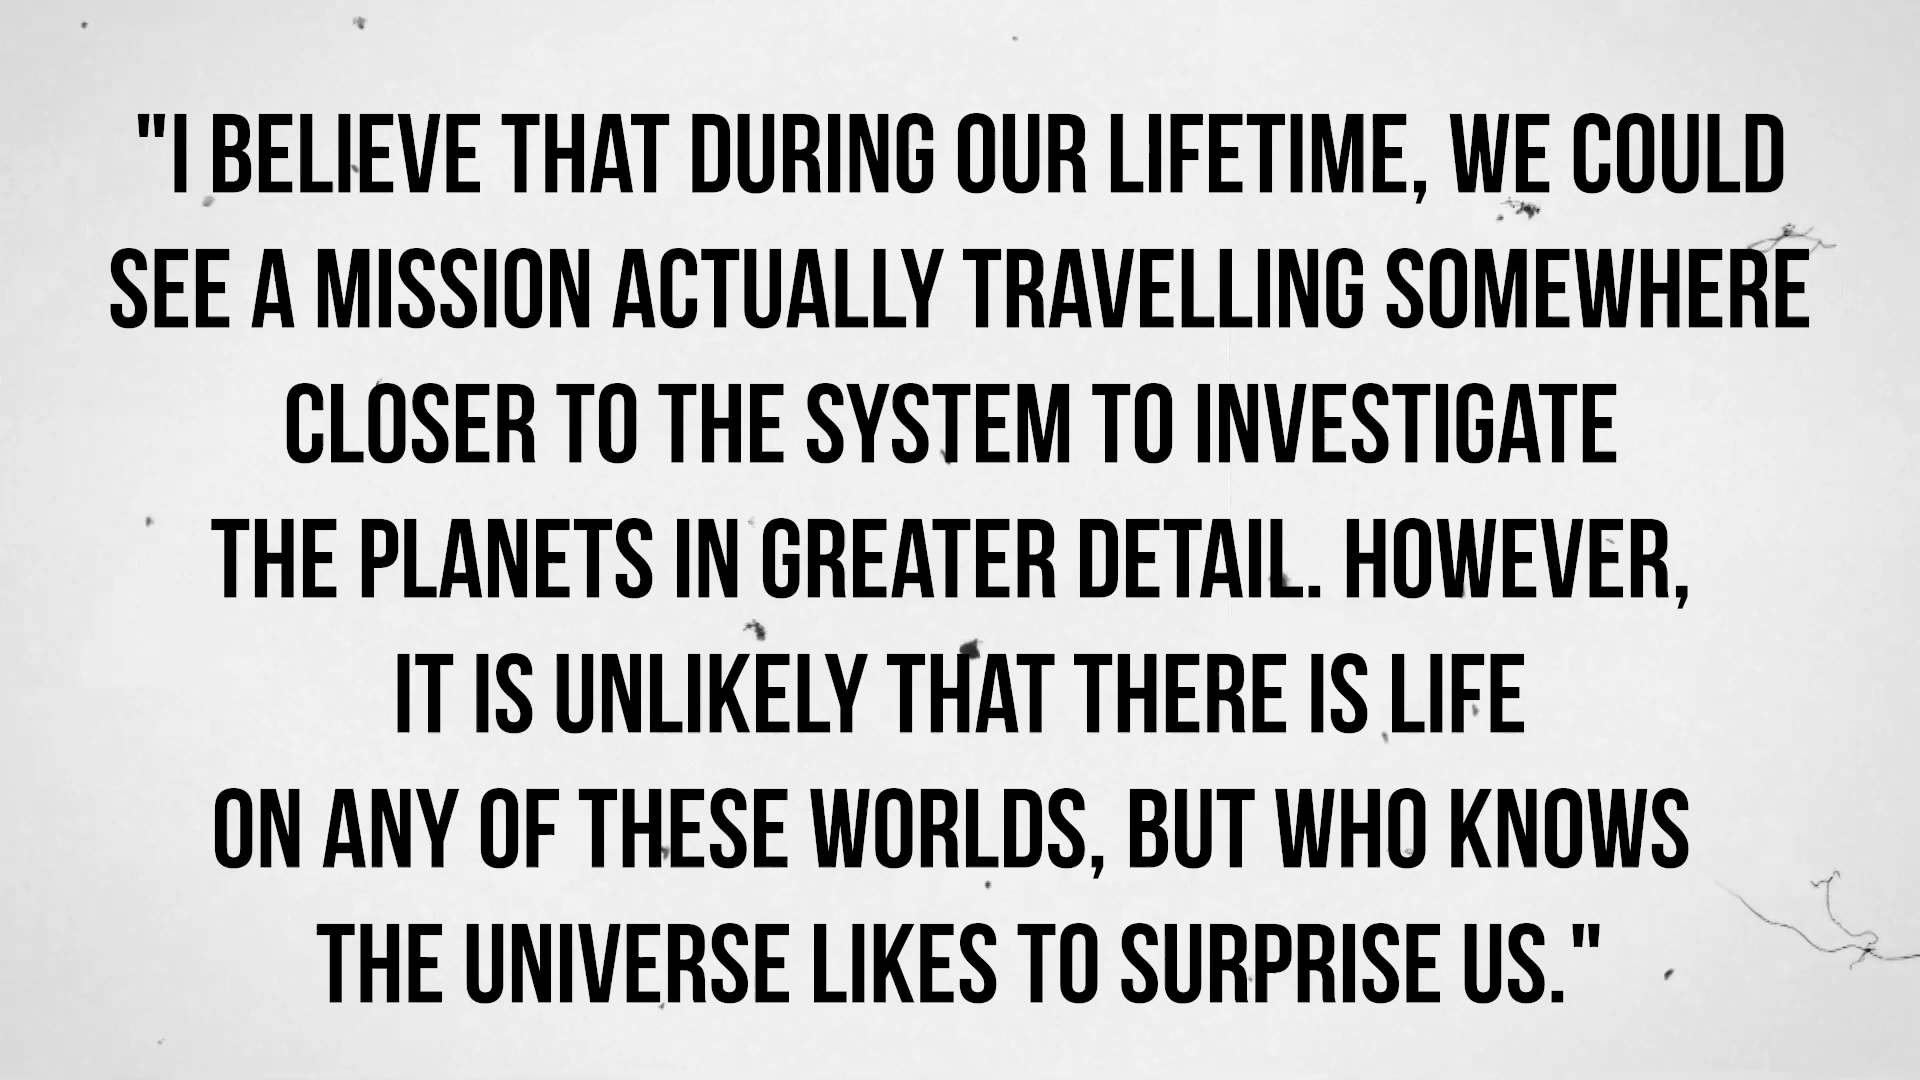 "I BELIEVE THAT DURING OUR LIFETIME, WE COULD
SEE A MISSION ACTUALLY TRAVELLING SOMEWHERE
CLOSER TO THE SYSTEM TO INVESTIGATE
THE PLANETS IN GREATER DETAIL. HOWEVER,
IT IS UNLIKELY THAT THERE IS LIFE
ON ANY OF THESE WORLDS, BUT WHO KNOWS
THE UNIVERSE LIKES TO SURPRISE US."